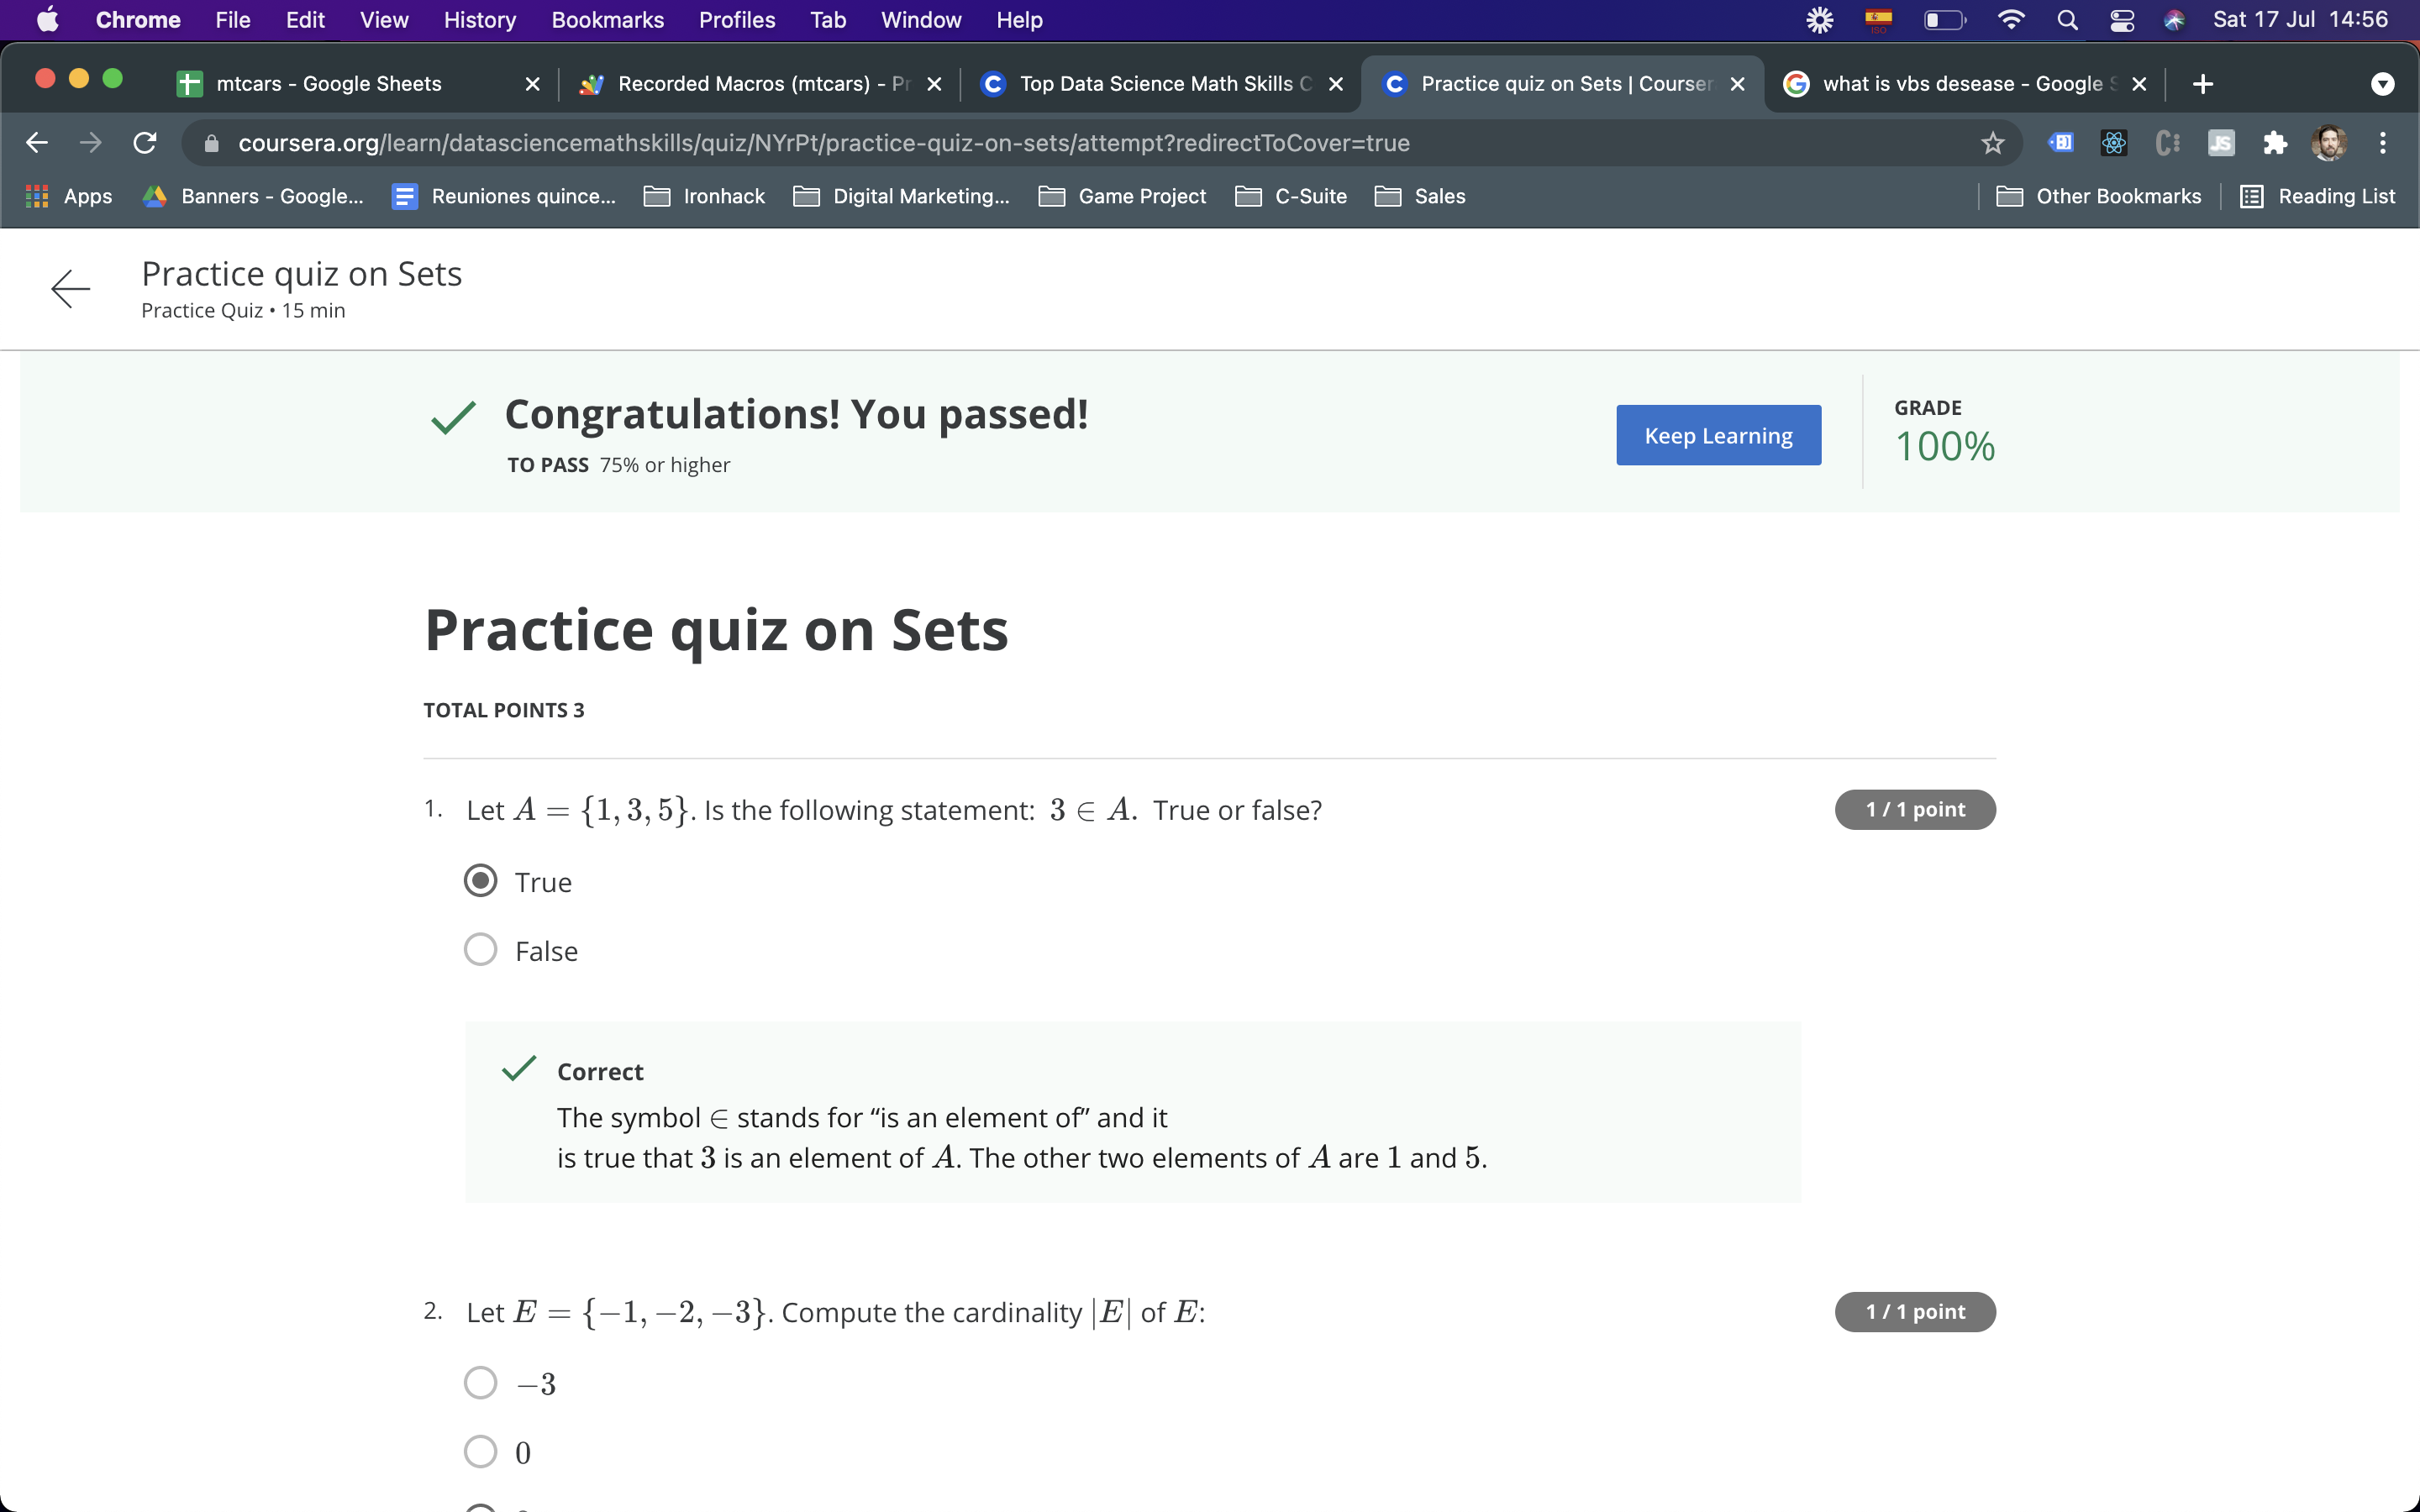 Chrome File Edit View History Bookmarks Profiles Tab Window Help ISO Sat 17 Jul 14:56
mtcars - Google Sheets Recorded Macros (mtcars) - Pr Top Data Science Math Skills C Practice quiz on Sets | Courser what is vbs desease - Google S
coursera.org/learn/datasciencemathskills/quiz/NYrPt/practice-quiz-on-sets/attempt?redirectToCover=true
Apps Banners - Google... Reuniones quince... Ironhack Digital Marketing... Game Project C-Suite Sales Other Bookmarks Reading List
Practice quiz on Sets
Practice Quiz • 15 min
Congratulations! You passed!
TO PASS 75% or higher
Keep Learning
GRADE
100%
Practice quiz on Sets
TOTAL POINTS 3
1. Let A = {1, 3, 5}. Is the following statement: 3 ∈ A. True or false?
1 / 1 point
True
False
Correct
The symbol ∈ stands for “is an element of” and it
is true that 3 is an element of A. The other two elements of A are 1 and 5.
2. Let E = {−1, −2, −3}. Compute the cardinality |E| of E:
1 / 1 point
−3
0